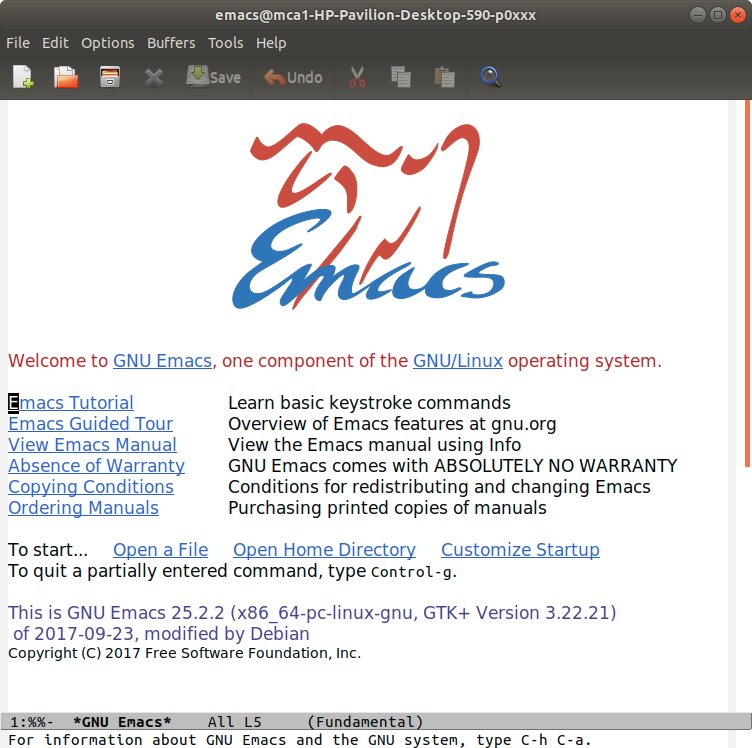 emacs@mca1-HP-Pavilion-Desktop-590-p0xxx
File Edit Options Buffers Tools Help
Save Undo
Emacs
Welcome to GNU Emacs, one component of the GNU/Linux operating system.
Emacs Tutorial Learn basic keystroke commands
Emacs Guided Tour Overview of Emacs features at gnu.org
View Emacs Manual View the Emacs manual using Info
Absence of Warranty GNU Emacs comes with ABSOLUTELY NO WARRANTY
Copying Conditions Conditions for redistributing and changing Emacs
Ordering Manuals Purchasing printed copies of manuals
To start... Open a File Open Home Directory Customize Startup
To quit a partially entered command, type Control-g.
This is GNU Emacs 25.2.2 (x86_64-pc-linux-gnu, GTK+ Version 3.22.21)
of 2017-09-23, modified by Debian
Copyright (C) 2017 Free Software Foundation, Inc.
1:%%- *GNU Emacs* All L5 (Fundamental)
For information about GNU Emacs and the GNU system, type C-h C-a.